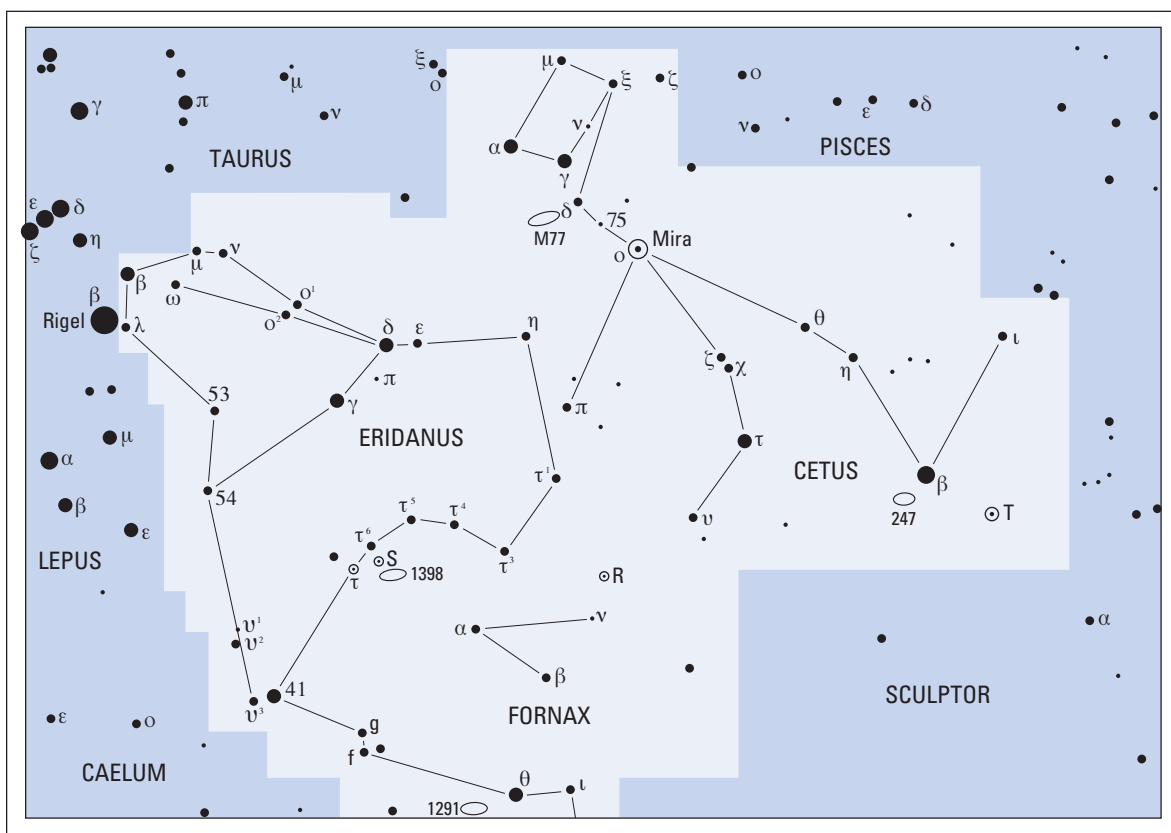 μ
ξ
ξ
ο
ζ
ο
μ
γ
π
ν
ν
ε
δ
ν
PISCES
TAURUS
α
γ
ε
δ
ζ
η
δ
75
M77
Mira
ο
μ
ν
β
ω
ο¹
ο²
β
Rigel
λ
δ
ε
η
θ
ι
ζ
χ
η
π
γ
π
53
ERIDANUS
μ
α
τ
CETUS
β
τ¹
54
β
247
T
υ
ε
τ⁵
τ⁴
τ⁶
τ³
LEPUS
S
τ
1398
R
υ¹
υ²
α
ν
α
β
41
υ³
SCULPTOR
FORNAX
ε
ο
g
f
CAELUM
θ
ι
1291